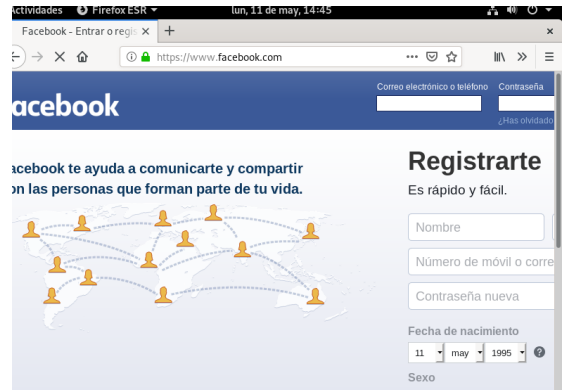 Actividades Firefox ESR lun, 11 de may, 14:45
Facebook - Entrar o regis
https://www.facebook.com
Correo electrónico o teléfono Contraseña
acebook
¿Has olvidado
acebook te ayuda a comunicarte y compartir
on las personas que forman parte de tu vida.
Registrarte
Es rápido y fácil.
Nombre
Número de móvil o corre
Contraseña nueva
Fecha de nacimiento
11 may 1995
Sexo